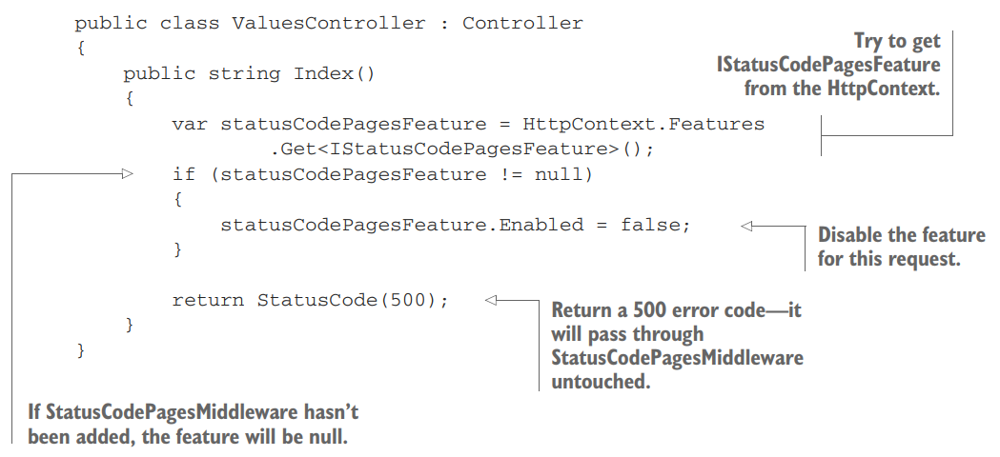 public class ValuesController : Controller
{
public string Index()
{
var statusCodePagesFeature = HttpContext.Features
.Get<IStatusCodePagesFeature>();
if (statusCodePagesFeature != null)
{
statusCodePagesFeature.Enabled = false;
}
return StatusCode(500);
}
}
Try to get
IStatusCodePagesFeature
from the HttpContext.
Disable the feature
for this request.
Return a 500 error code—it
will pass through
StatusCodePagesMiddleware
untouched.
If StatusCodePagesMiddleware hasn't
been added, the feature will be null.